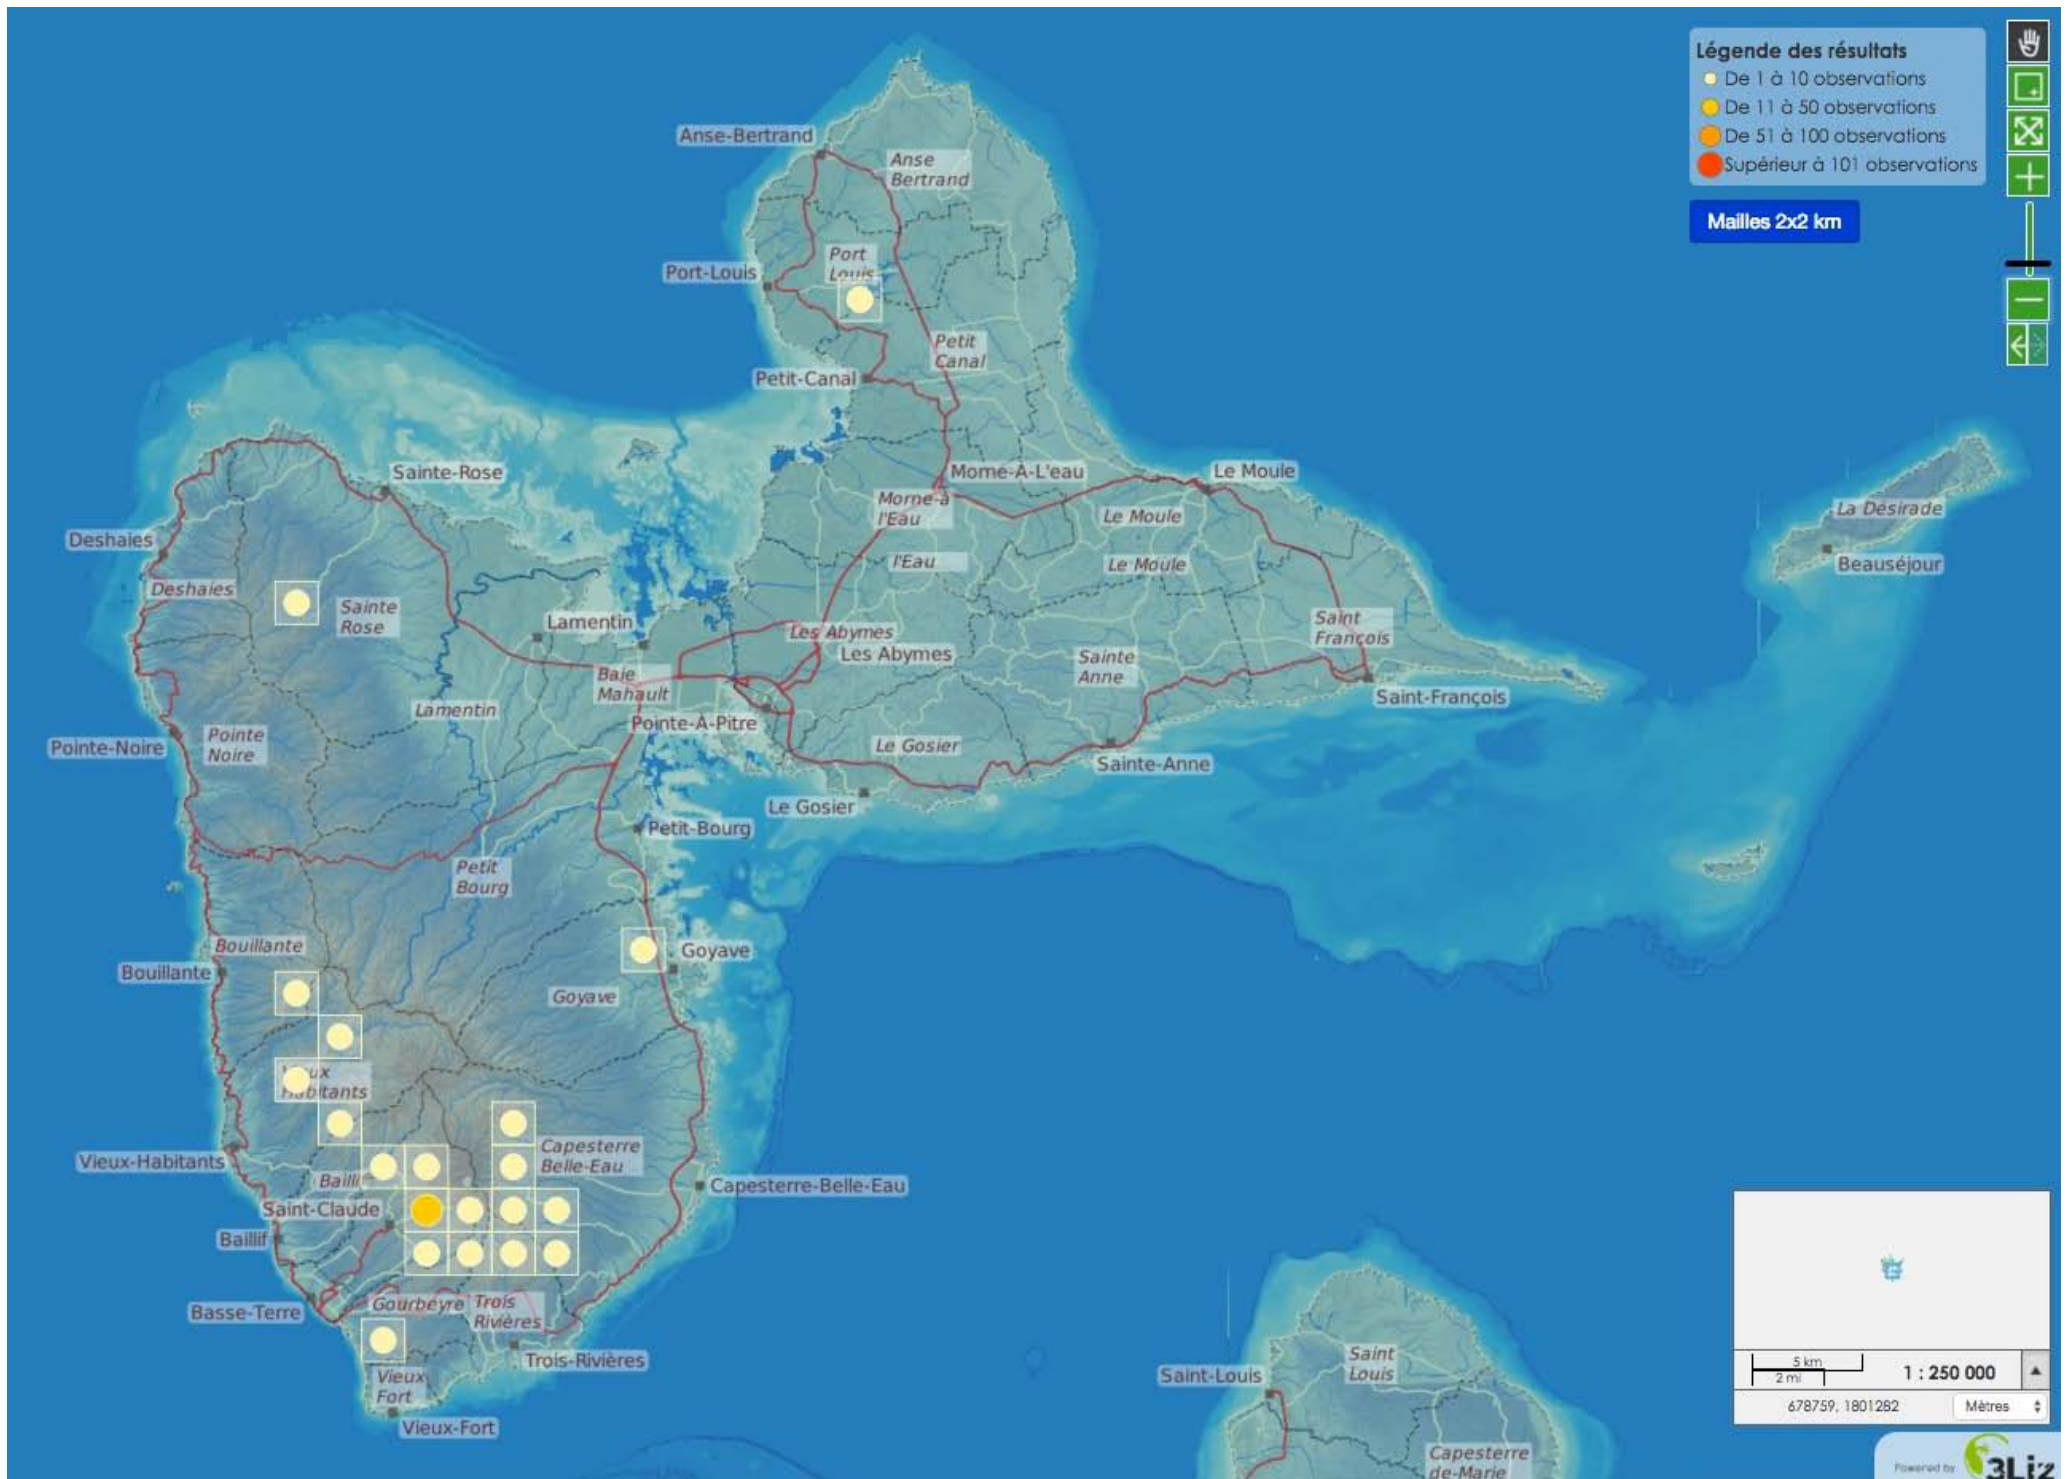 Légende des résultats
De 1 à 10 observations
De 11 à 50 observations
De 51 à 100 observations
Supérieur à 101 observations
Mailles 2x2 km
Anse-Bertrand
Anse
Bertrand
Port
Louis
Port-Louis
Petit
Canal
Petit-Canal
Sainte-Rose
Morne-À-L'eau
Le Moule
Morne-à
l'Eau
Le Moule
La Désirade
Deshaies
l'Eau
Le Moule
Beauséjour
Deshaies
Sainte
Rose
Lamentin
Les Abymes
Saint
François
Les Abymes
Baie
Mahault
Sainte
Anne
Saint-François
Lamentin
Pointe-À-Pitre
Pointe
Noire
Pointe-Noire
Le Gosier
Sainte-Anne
Le Gosier
Petit-Bourg
Petit
Bourg
Bouillante
Goyave
Bouillante
Goyave
Vieux
Habitants
Capesterre
Belle-Eau
Vieux-Habitants
Bailli
Capesterre-Belle-Eau
Saint-Claude
Baillif
Basse-Terre
Gourbeyre
Trois
Rivières
Trois-Rivières
Vieux
Fort
Vieux-Fort
Saint
Louis
Saint-Louis
Capesterre
de-Marie
5 km
2 mi
1 : 250 000
678759, 1801282
Mètres
Powered by
3Liz